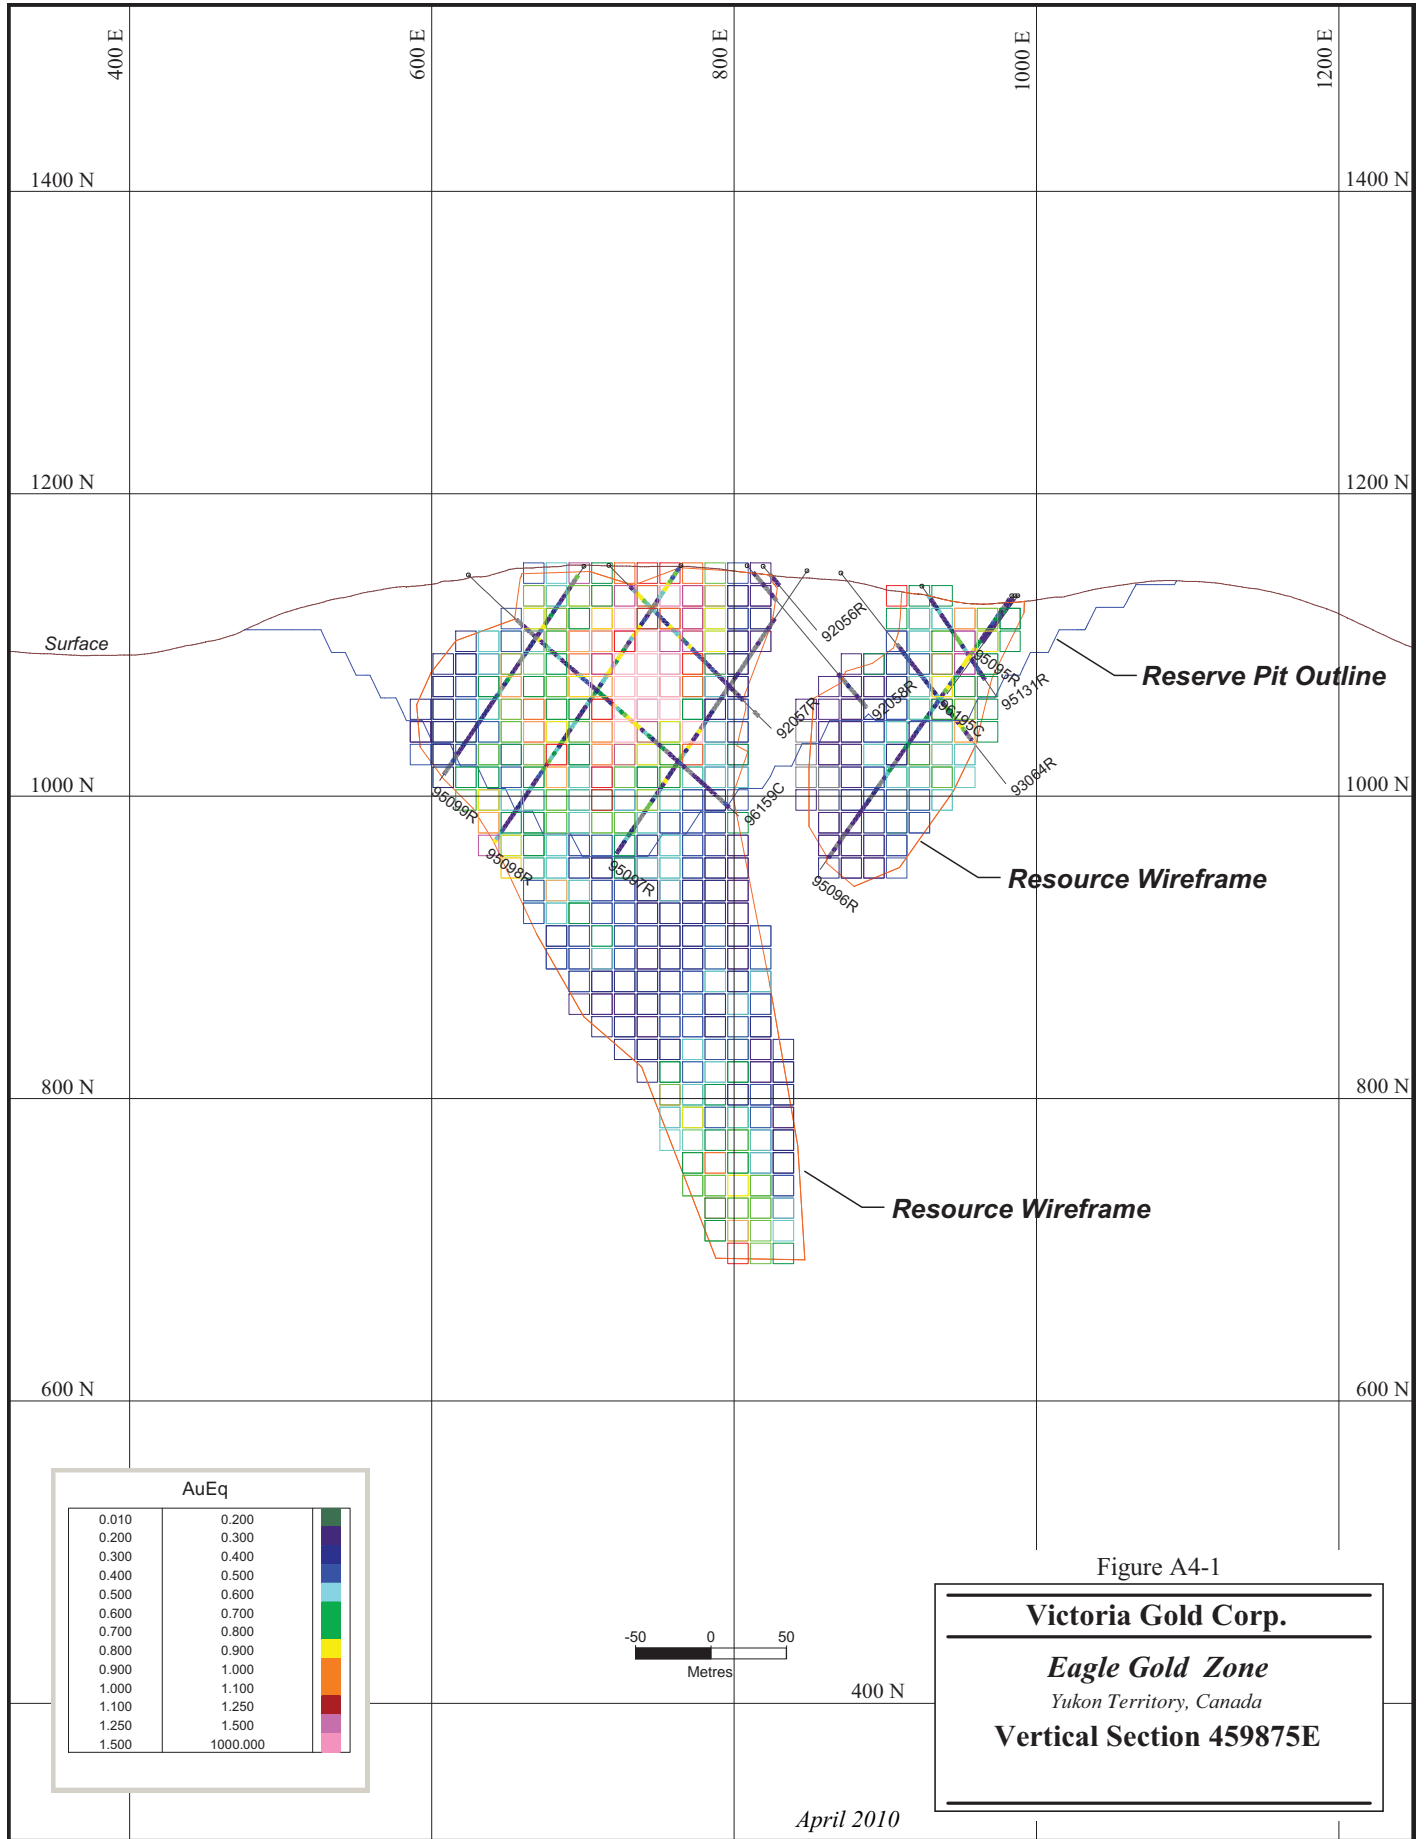 400 E
600 E
800 E
1000 E
1200 E
1400 N
1400 N
1200 N
1200 N
Surface
92056R
92057R
92058R
95095R
95131R
96195C
93064R
Reserve Pit Outline
1000 N
1000 N
95099R
96159C
95098R
95097R
95096R
Resource Wireframe
800 N
800 N
Resource Wireframe
600 N
600 N
AuEq
0.010 0.200
0.200 0.300
0.300 0.400
0.400 0.500
0.500 0.600
0.600 0.700
0.700 0.800
0.800 0.900
0.900 1.000
1.000 1.100
1.100 1.250
1.250 1.500
1.500 1000.000
-50 0 50
Metres
400 N
Figure A4-1
Victoria Gold Corp.
Eagle Gold Zone
Yukon Territory, Canada
Vertical Section 459875E
April 2010